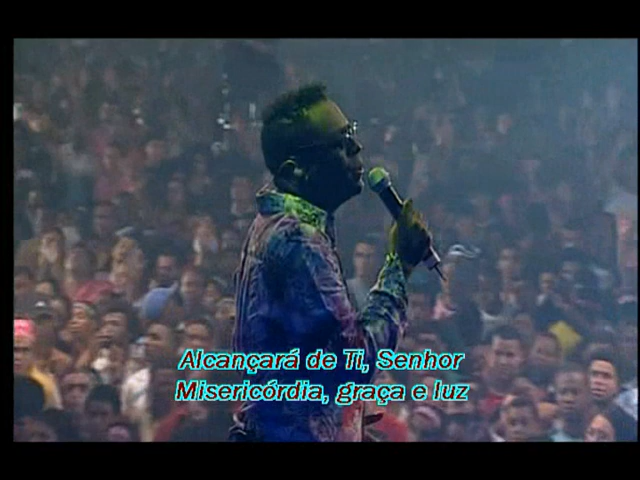 Alcançará de Ti, Senhor
Misericórdia, graça e luz